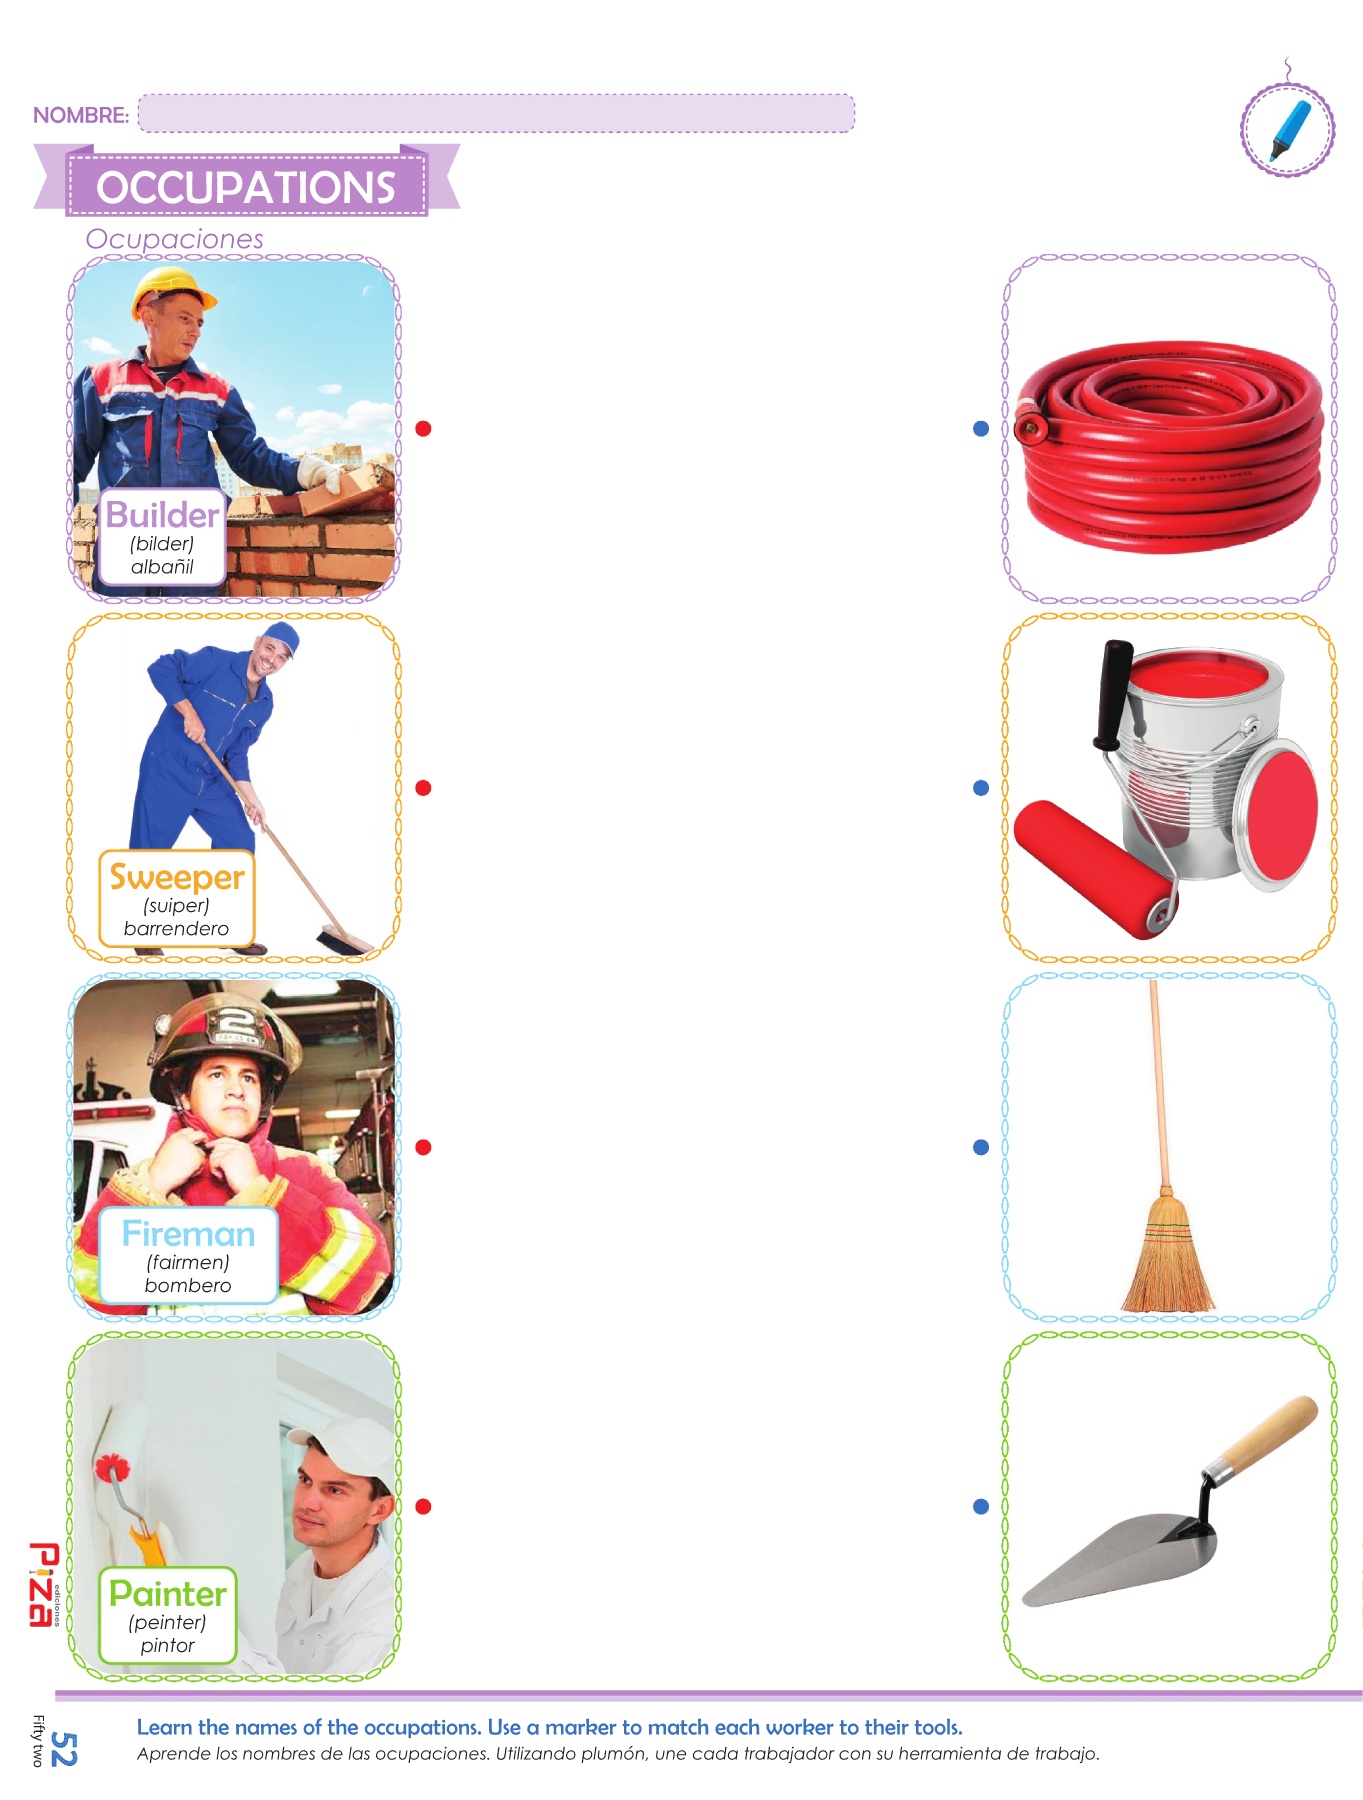 NOMBRE:
OCCUPATIONS
Ocupaciones
Builder
(bilder)
albañil
Sweeper
(suiper)
barrendero
2
Fireman
(fairmen)
bombero
Painter
(peinter)
pintor
Piza
ediciones
Learn the names of the occupations. Use a marker to match each worker to their tools.
Aprende los nombres de las ocupaciones. Utilizando plumón, une cada trabajador con su herramienta de trabajo.
52
Fifty two